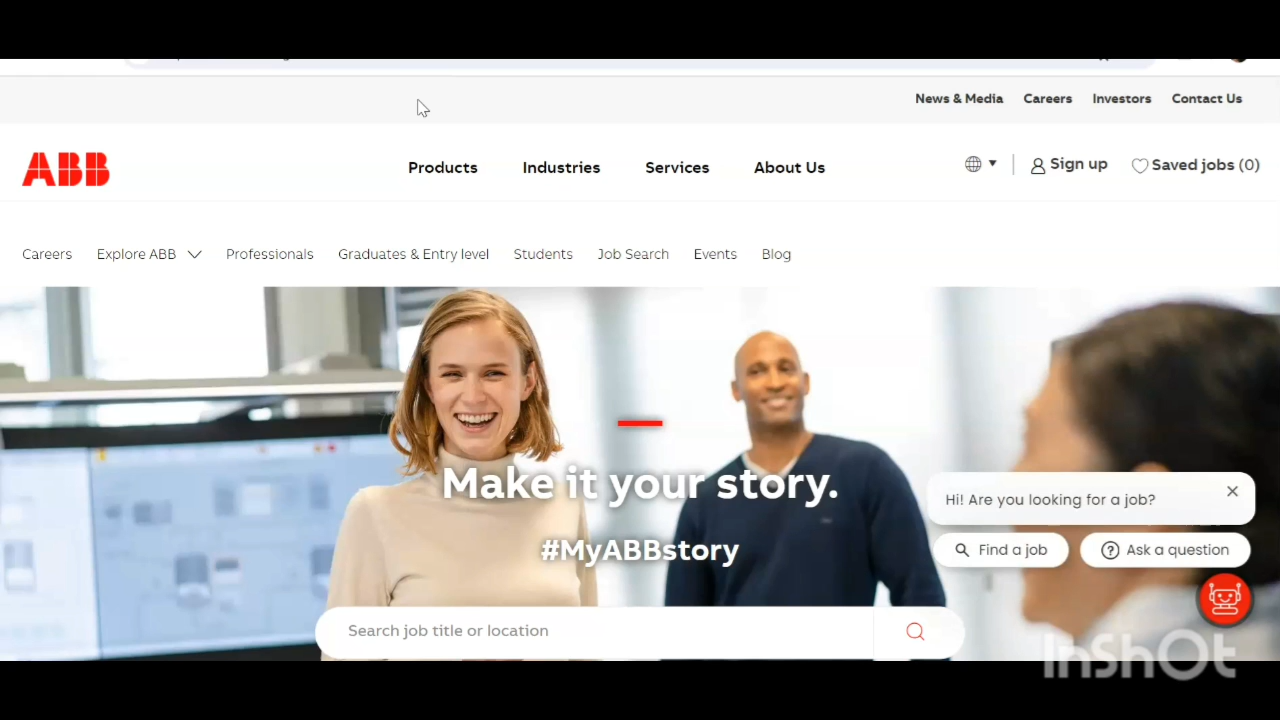 News & Media Careers Investors Contact Us
ABB
Products Industries Services About Us
Sign up Saved jobs (0)
Careers Explore ABB Professionals Graduates & Entry level Students Job Search Events Blog
Make it your story.
#MyABBstory
Hi! Are you looking for a job?
Find a job Ask a question
Search job title or location
InShOt